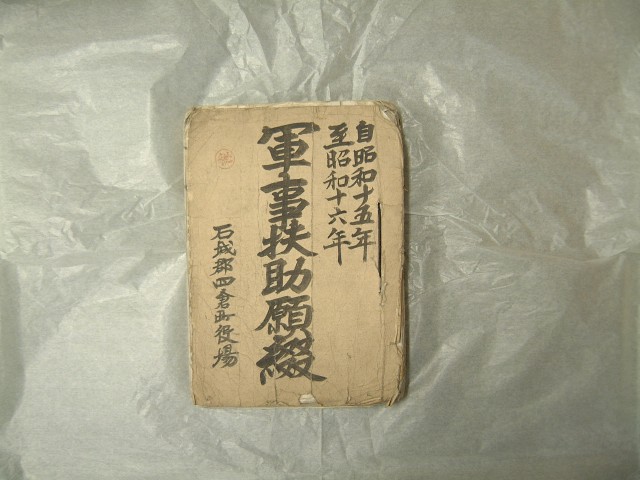 自昭和十五年
至昭和十六年
軍事扶助願綴
石城郡四倉町役場